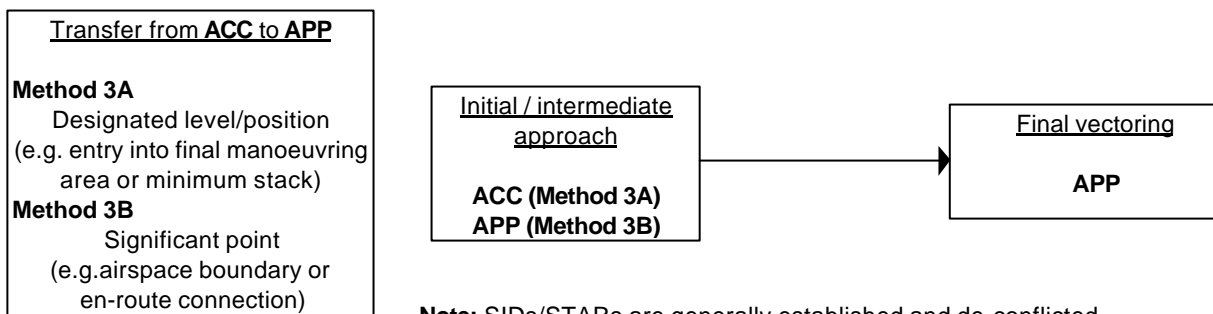 Transfer from ACC to APP
Method 3A
Designated level/position
(e.g. entry into final manoeuvring
area or minimum stack)
Method 3B
Significant point
(e.g.airspace boundary or
en-route connection)
Initial / intermediate
approach
ACC (Method 3A)
APP (Method 3B)
Final vectoring
APP
Note: SIDs/STARs are generally established and de-conflicted